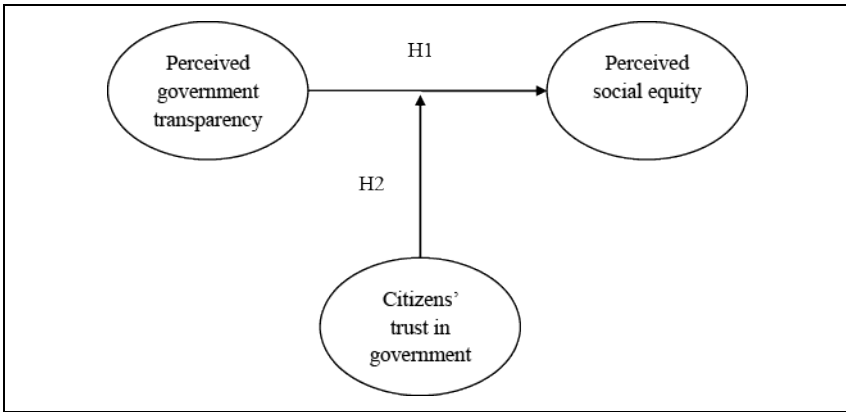 Perceived
government
transparency
H1
Perceived
social equity
H2
Citizens’
trust in
government